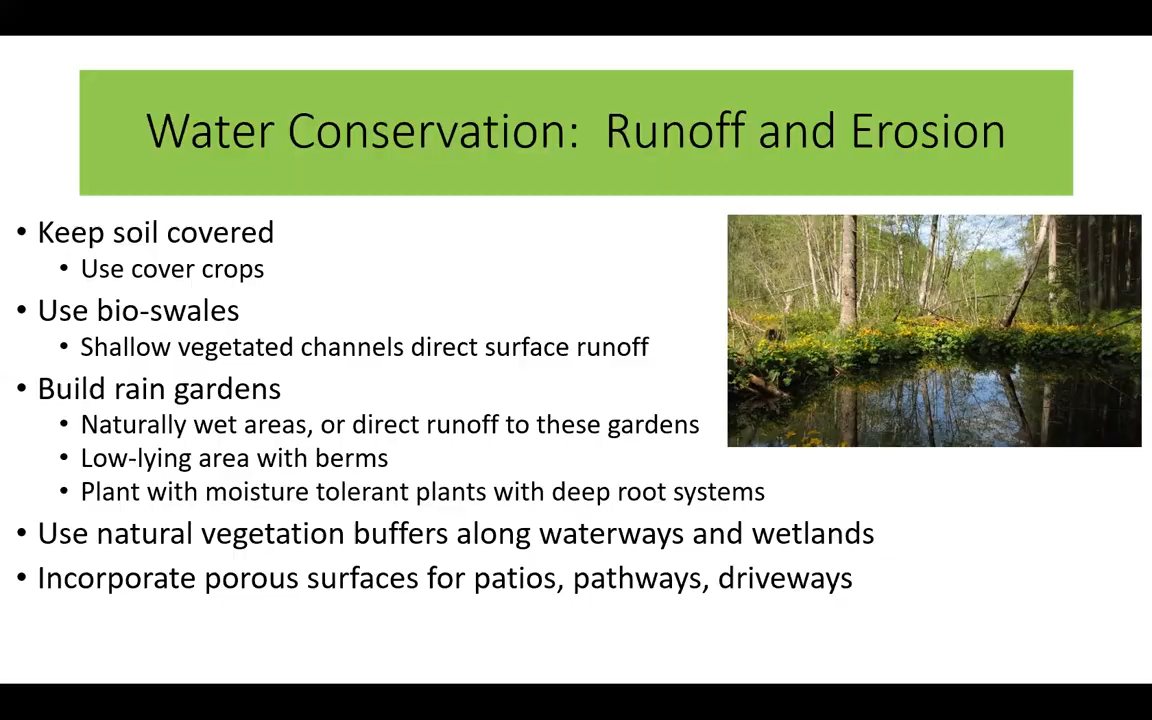 Water Conservation:  Runoff and Erosion
• Keep soil covered
• Use cover crops
• Use bio-swales
• Shallow vegetated channels direct surface runoff
• Build rain gardens
• Naturally wet areas, or direct runoff to these gardens
• Low-lying area with berms
• Plant with moisture tolerant plants with deep root systems
• Use natural vegetation buffers along waterways and wetlands
• Incorporate porous surfaces for patios, pathways, driveways